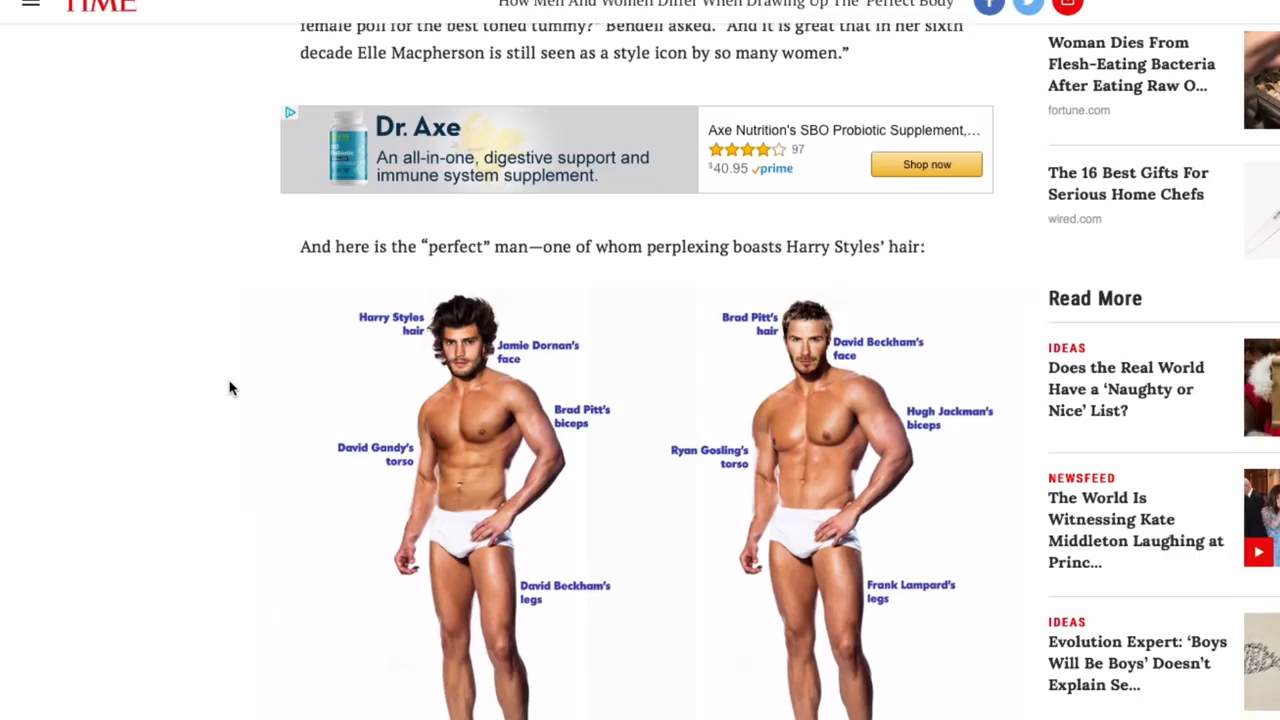 TIME
How Men And Women Differ When Drawing Up The 'Perfect Body'
female poll for the best toned tummy?" Bendell asked. "And it is great that in her sixth
decade Elle Macpherson is still seen as a style icon by so many women."
Dr. Axe
An all-in-one, digestive support and
immune system supplement.
Axe Nutrition's SBO Probiotic Supplement,...
97
$40.95 prime
Shop now
And here is the “perfect” man—one of whom perplexing boasts Harry Styles’ hair:
Harry Styles
hair
Jamie Dornan's
face
Brad Pitt's
biceps
David Gandy's
torso
David Beckham's
legs
Brad Pitt's
hair
David Beckham's
face
Hugh Jackman's
biceps
Ryan Gosling's
torso
Frank Lampard's
legs
Woman Dies From
Flesh-Eating Bacteria
After Eating Raw O...
fortune.com
The 16 Best Gifts For
Serious Home Chefs
wired.com
Read More
IDEAS
Does the Real World
Have a ‘Naughty or
Nice’ List?
NEWSFEED
The World Is
Witnessing Kate
Middleton Laughing at
Princ...
IDEAS
Evolution Expert: ‘Boys
Will Be Boys’ Doesn’t
Explain Se...